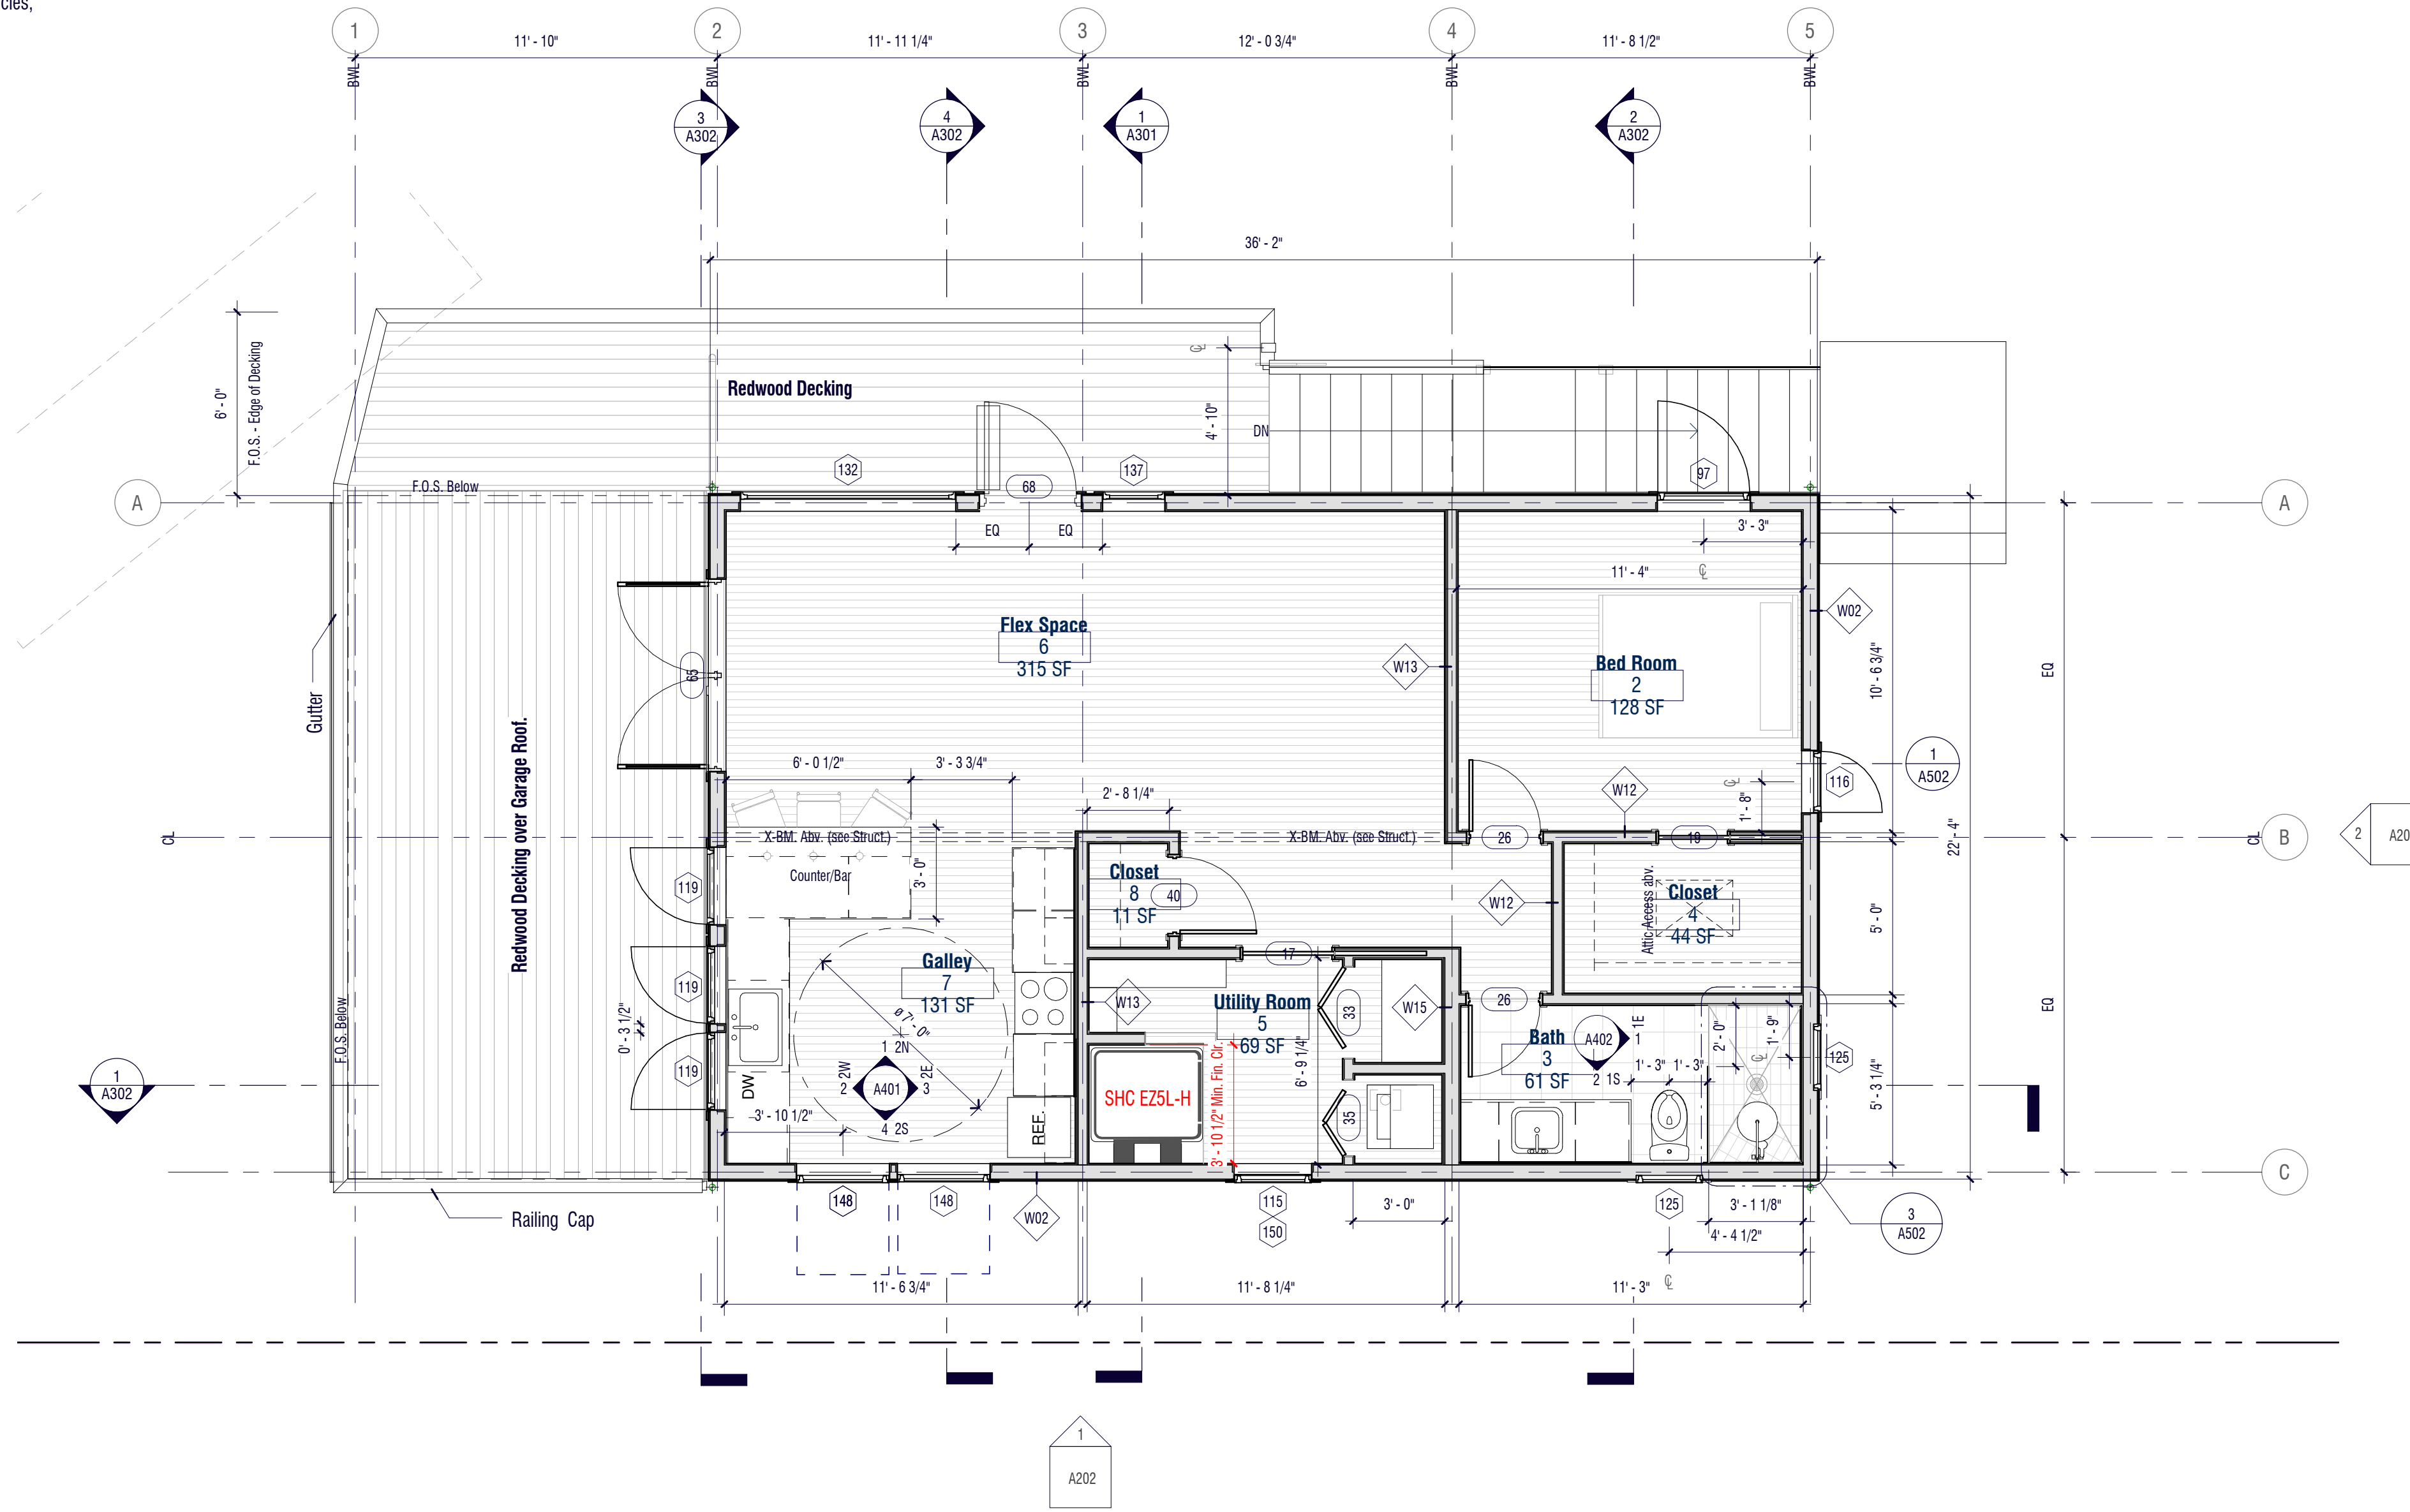 cies,
1
2
3
4
5
11' - 10"
11' - 11 1/4"
12' - 0 3/4"
11' - 8 1/2"
BWL
BWL
BWL
BWL
BWL
3
A302
4
A302
1
A301
2
A302
36' - 2"
6' - 0"
F.O.S. - Edge of Decking
Redwood Decking
4' - 10"
DN
F.O.S. Below
132
68
137
97
A
A
EQ
EQ
3' - 3"
11' - 4"
Flex Space
6
315 SF
W13
Bed Room
2
128 SF
W02
10' - 6 3/4"
EQ
65
Gutter
Redwood Decking over Garage Roof.
6' - 0 1/2"
3' - 3 3/4"
2' - 8 1/4"
W12
1' - 8"
116
1
A502
CL
X-BM. Abv. (see Struct.)
X-BM. Abv. (see Struct.)
26
19
22' - 4"
CL
B
2
A20
Counter/Bar
3' - 0"
119
Closet
8
11 SF
40
W12
Attic Access abv.
Closet
4
44 SF
5' - 0"
17
Galley
7
131 SF
119
ø 7' - 0"
W13
Utility Room
5
69 SF
33
W15
26
EQ
F.O.S. Below
0' - 3 1/2"
119
1 2N
2W
2
A401
2E
3
4 2S
DW
REF.
3' - 10 1/2"
SHC EZ5L-H
3' - 10 1/2" Min. Fin. Clr.
6' - 9 1/4"
35
Bath
3
61 SF
A402
1E
1
2 1S
1' - 3"
1' - 3"
2' - 0"
1' - 9"
125
5' - 3 1/4"
1
A302
C
148
148
W02
115
150
3' - 0"
125
3' - 1 1/8"
4' - 4 1/2"
3
A502
Railing Cap
11' - 6 3/4"
11' - 8 1/4"
11' - 3"
1
A202